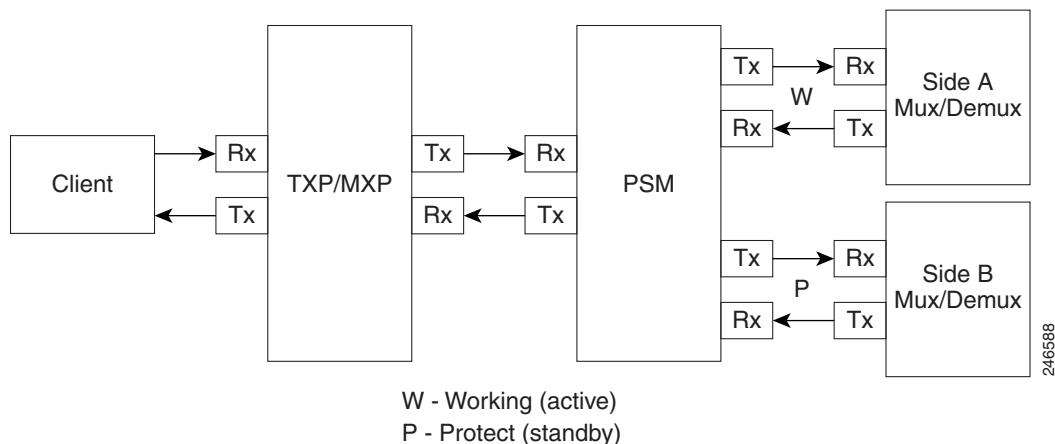 Client
Rx
Tx
TXP/MXP
Tx
Rx
Rx
Tx
PSM
Tx
Rx
W
Rx
Tx
Side A
Mux/Demux
Tx
Rx
P
Rx
Tx
Side B
Mux/Demux
246588
W - Working (active)
P - Protect (standby)